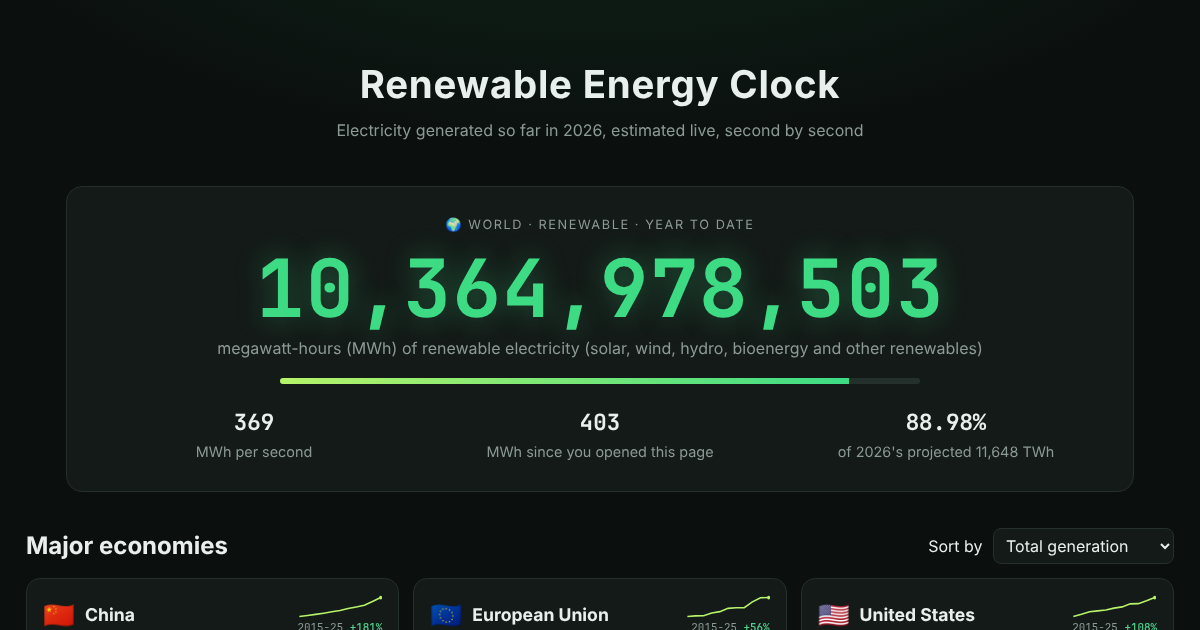 Renewable Energy Clock
Electricity generated so far in 2026, estimated live, second by second
WORLD · RENEWABLE · YEAR TO DATE
10,364,978,503
megawatt-hours (MWh) of renewable electricity (solar, wind, hydro, bioenergy and other renewables)
369
MWh per second
403
MWh since you opened this page
88.98%
of 2026's projected 11,648 TWh
Major economies
Sort by
Total generation
China
2015-25 +181%
European Union
2015-25 +56%
United States
2015-25 +108%